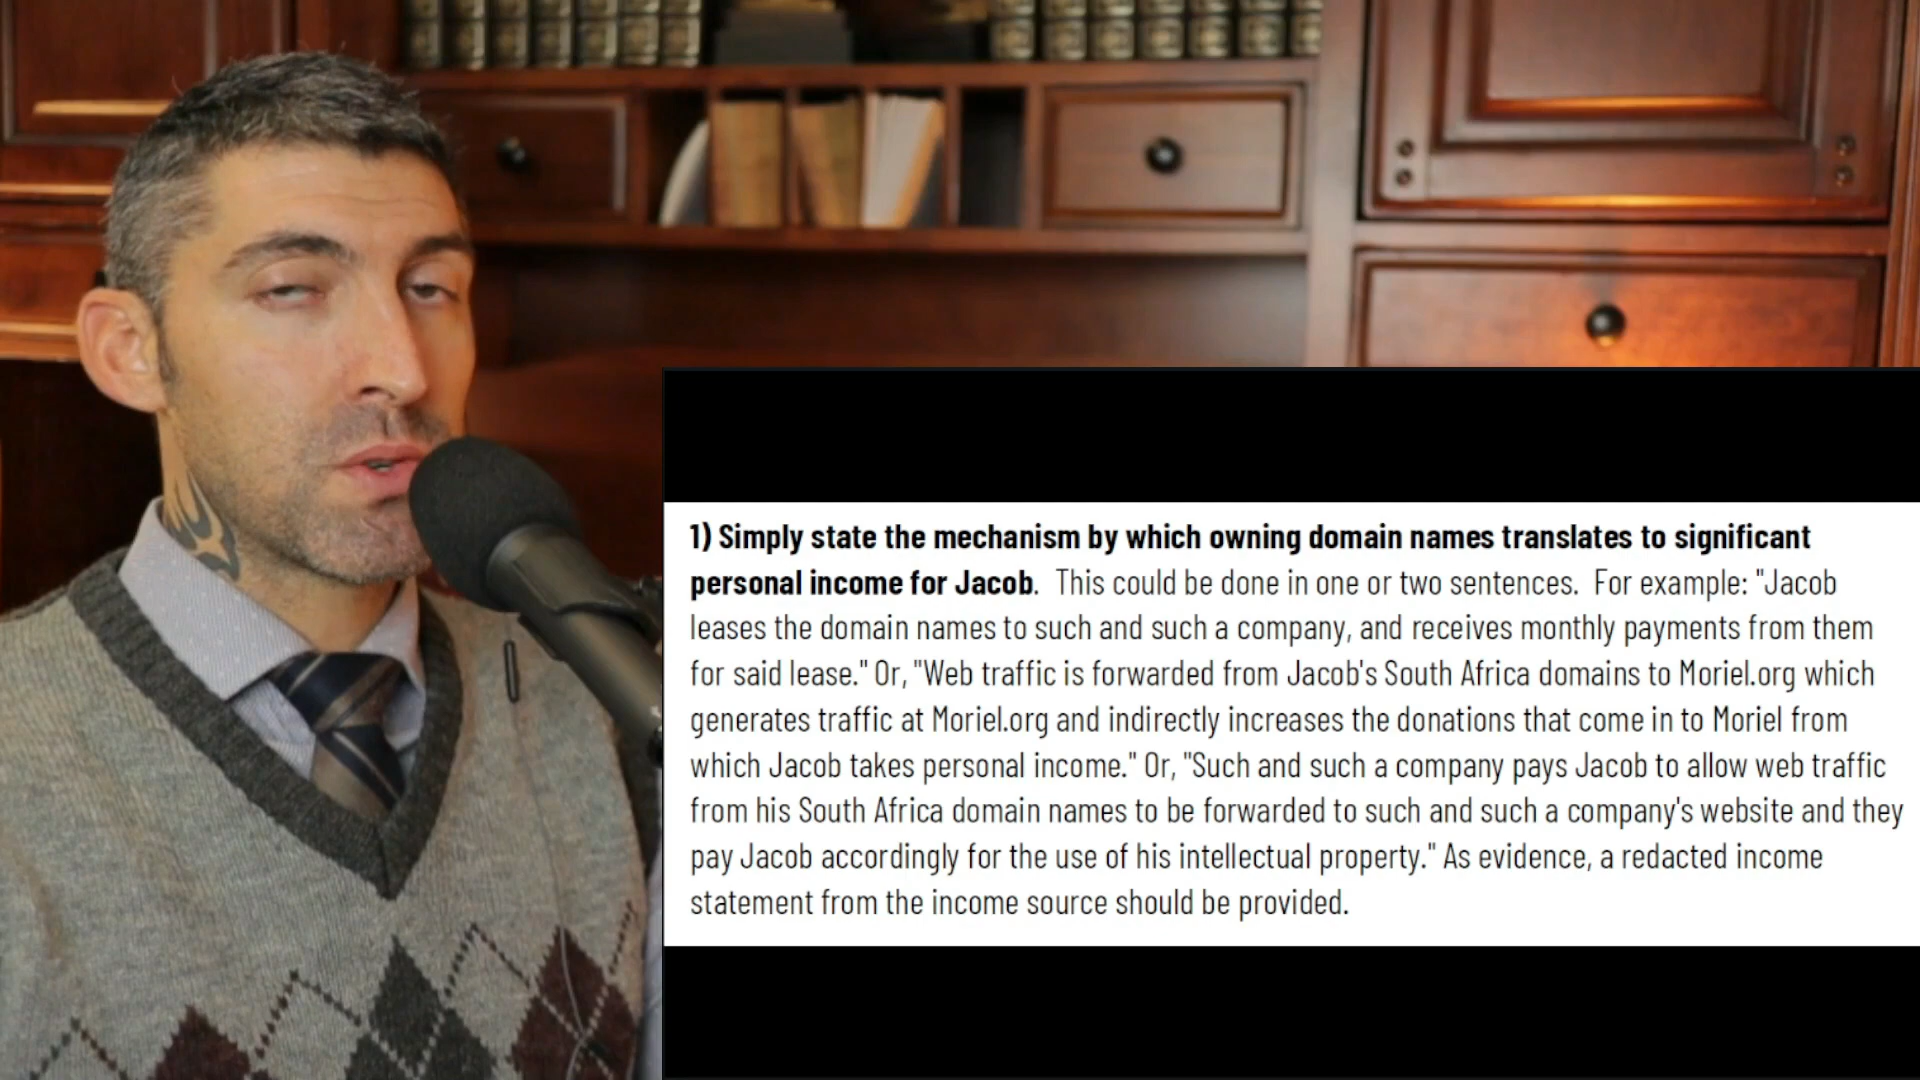 1) Simply state the mechanism by which owning domain names translates to significant
personal income for Jacob.  This could be done in one or two sentences.  For example: "Jacob
leases the domain names to such and such a company, and receives monthly payments from them
for said lease." Or, "Web traffic is forwarded from Jacob's South Africa domains to Moriel.org which
generates traffic at Moriel.org and indirectly increases the donations that come in to Moriel from
which Jacob takes personal income." Or, "Such and such a company pays Jacob to allow web traffic
from his South Africa domain names to be forwarded to such and such a company's website and they
pay Jacob accordingly for the use of his intellectual property." As evidence, a redacted income
statement from the income source should be provided.